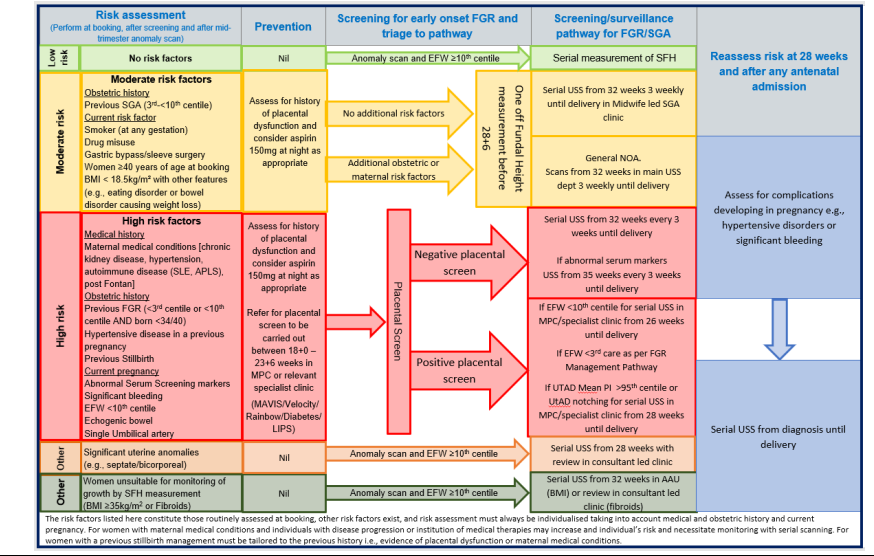 Risk assessment
(Perform at booking, after screening and after mid-
trimester anomaly scan)
Prevention
Screening for early onset FGR and
triage to pathway
Screening/surveillance
pathway for FGR/SGA
Reassess risk at 28 weeks
and after any antenatal
admission
Low
risk
No risk factors
Nil
Anomaly scan and EFW ≥10th centile
Serial measurement of SFH
Moderate risk
Moderate risk factors
Obstetric history
Previous SGA (3rd-<10th centile)
Current risk factor
Smoker (at any gestation)
Drug misuse
Gastric bypass/sleeve surgery
Women ≥40 years of age at booking
BMI < 18.5kg/m² with other features
(e.g., eating disorder or bowel
disorder causing weight loss)
Assess for history
of placental
dysfunction and
consider aspirin
150mg at night as
appropriate
No additional risk factors
Additional obstetric or
maternal risk factors
One off Fundal Height
measurement before
28+6
Serial USS from 32 weeks 3 weekly
until delivery in Midwife led SGA
clinic
General NOA.
Scans from 32 weeks in main USS
dept 3 weekly until delivery
Assess for complications
developing in pregnancy e.g.,
hypertensive disorders or
significant bleeding
High risk
High risk factors
Medical history
Maternal medical conditions [chronic
kidney disease, hypertension,
autoimmune disease (SLE, APLS),
post Fontan]
Obstetric history
Previous FGR (<3rd centile or <10th
centile AND born <34/40)
Hypertensive disease in a previous
pregnancy
Previous Stillbirth
Current pregnancy
Abnormal Serum Screening markers
Significant bleeding
EFW <10th centile
Echogenic bowel
Single Umbilical artery
Assess for history
of placental
dysfunction and
consider aspirin
150mg at night as
appropriate
Refer for placental
screen to be
carried out
between 18+0 –
23+6 weeks in
MPC or relevant
specialist clinic
(MAVIS/Velocity/
Rainbow/Diabetes/
LIPS)
Placental Screen
Negative placental
screen
Positive placental
screen
Serial USS from 32 weeks every 3
weeks until delivery
If abnormal serum markers
USS from 35 weeks every 3 weeks
until delivery
If EFW <10th centile for serial USS in
MPC/specialist clinic from 26 weeks
until delivery
If EFW <3rd care as per FGR
Management Pathway
If UTAD Mean PI >95th centile or
UtAD notching for serial USS in
MPC/specialist clinic from 28 weeks
until delivery
Serial USS from diagnosis until
delivery
Other
Significant uterine anomalies
(e.g., septate/bicorporeal)
Nil
Anomaly scan and EFW ≥10th centile
Serial USS from 28 weeks with
review in consultant led clinic
Other
Women unsuitable for monitoring of
growth by SFH measurement
(BMI ≥35kg/m² or Fibroids)
Nil
Anomaly scan and EFW ≥10th centile
Serial USS from 32 weeks in AAU
(BMI) or review in consultant led
clinic (fibroids)
The risk factors listed here constitute those routinely assessed at booking, other risk factors exist, and risk assessment must always be individualised taking into account medical and obstetric history and current
pregnancy. For women with maternal medical conditions and individuals with disease progression or institution of medical therapies may increase and individual's risk and necessitate monitoring with serial scanning. For
women with a previous stillbirth management must be tailored to the previous history i.e., evidence of placental dysfunction or maternal medical conditions.